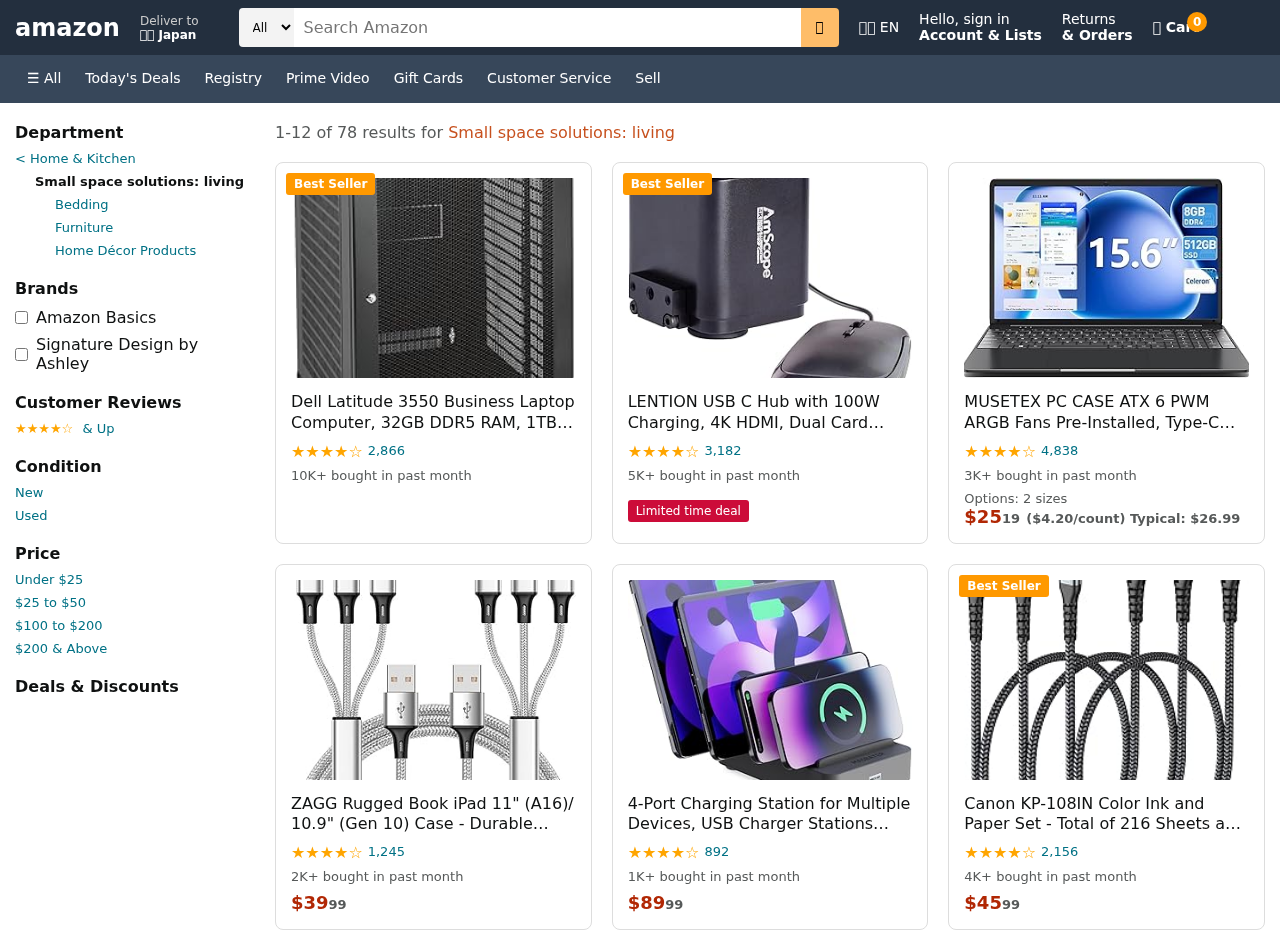 amazon
Deliver to
Japan
All
Search Amazon
EN
Hello, sign in
Account & Lists
Returns
& Orders
0
☰ All
Today's Deals
Registry
Prime Video
Gift Cards
Customer Service
Sell
Department
< Home & Kitchen
Small space solutions: living
Bedding
Furniture
Home Décor Products
Brands
Amazon Basics
Signature Design by
Ashley
Customer Reviews
★★★★☆ & Up
Condition
New
Used
Price
Under $25
$25 to $50
$100 to $200
$200 & Above
Deals & Discounts
1-12 of 78 results for Small space solutions: living
Best Seller
Dell Latitude 3550 Business Laptop
Computer, 32GB DDR5 RAM, 1TB...
★★★★☆ 2,866
10K+ bought in past month
Best Seller
AmScope
LENTION USB C Hub with 100W
Charging, 4K HDMI, Dual Card...
★★★★☆ 3,182
5K+ bought in past month
Limited time deal
15.6"
8GB
DDR4
512GB
SSD
Celeron
MUSETEX PC CASE ATX 6 PWM
ARGB Fans Pre-Installed, Type-C...
★★★★☆ 4,838
3K+ bought in past month
Options: 2 sizes
$25 19 ($4.20/count) Typical: $26.99
ZAGG Rugged Book iPad 11" (A16)/
10.9" (Gen 10) Case - Durable...
★★★★☆ 1,245
2K+ bought in past month
$39 99
4-Port Charging Station for Multiple
Devices, USB Charger Stations...
★★★★☆ 892
1K+ bought in past month
$89 99
Best Seller
Canon KP-108IN Color Ink and
Paper Set - Total of 216 Sheets a...
★★★★☆ 2,156
4K+ bought in past month
$45 99